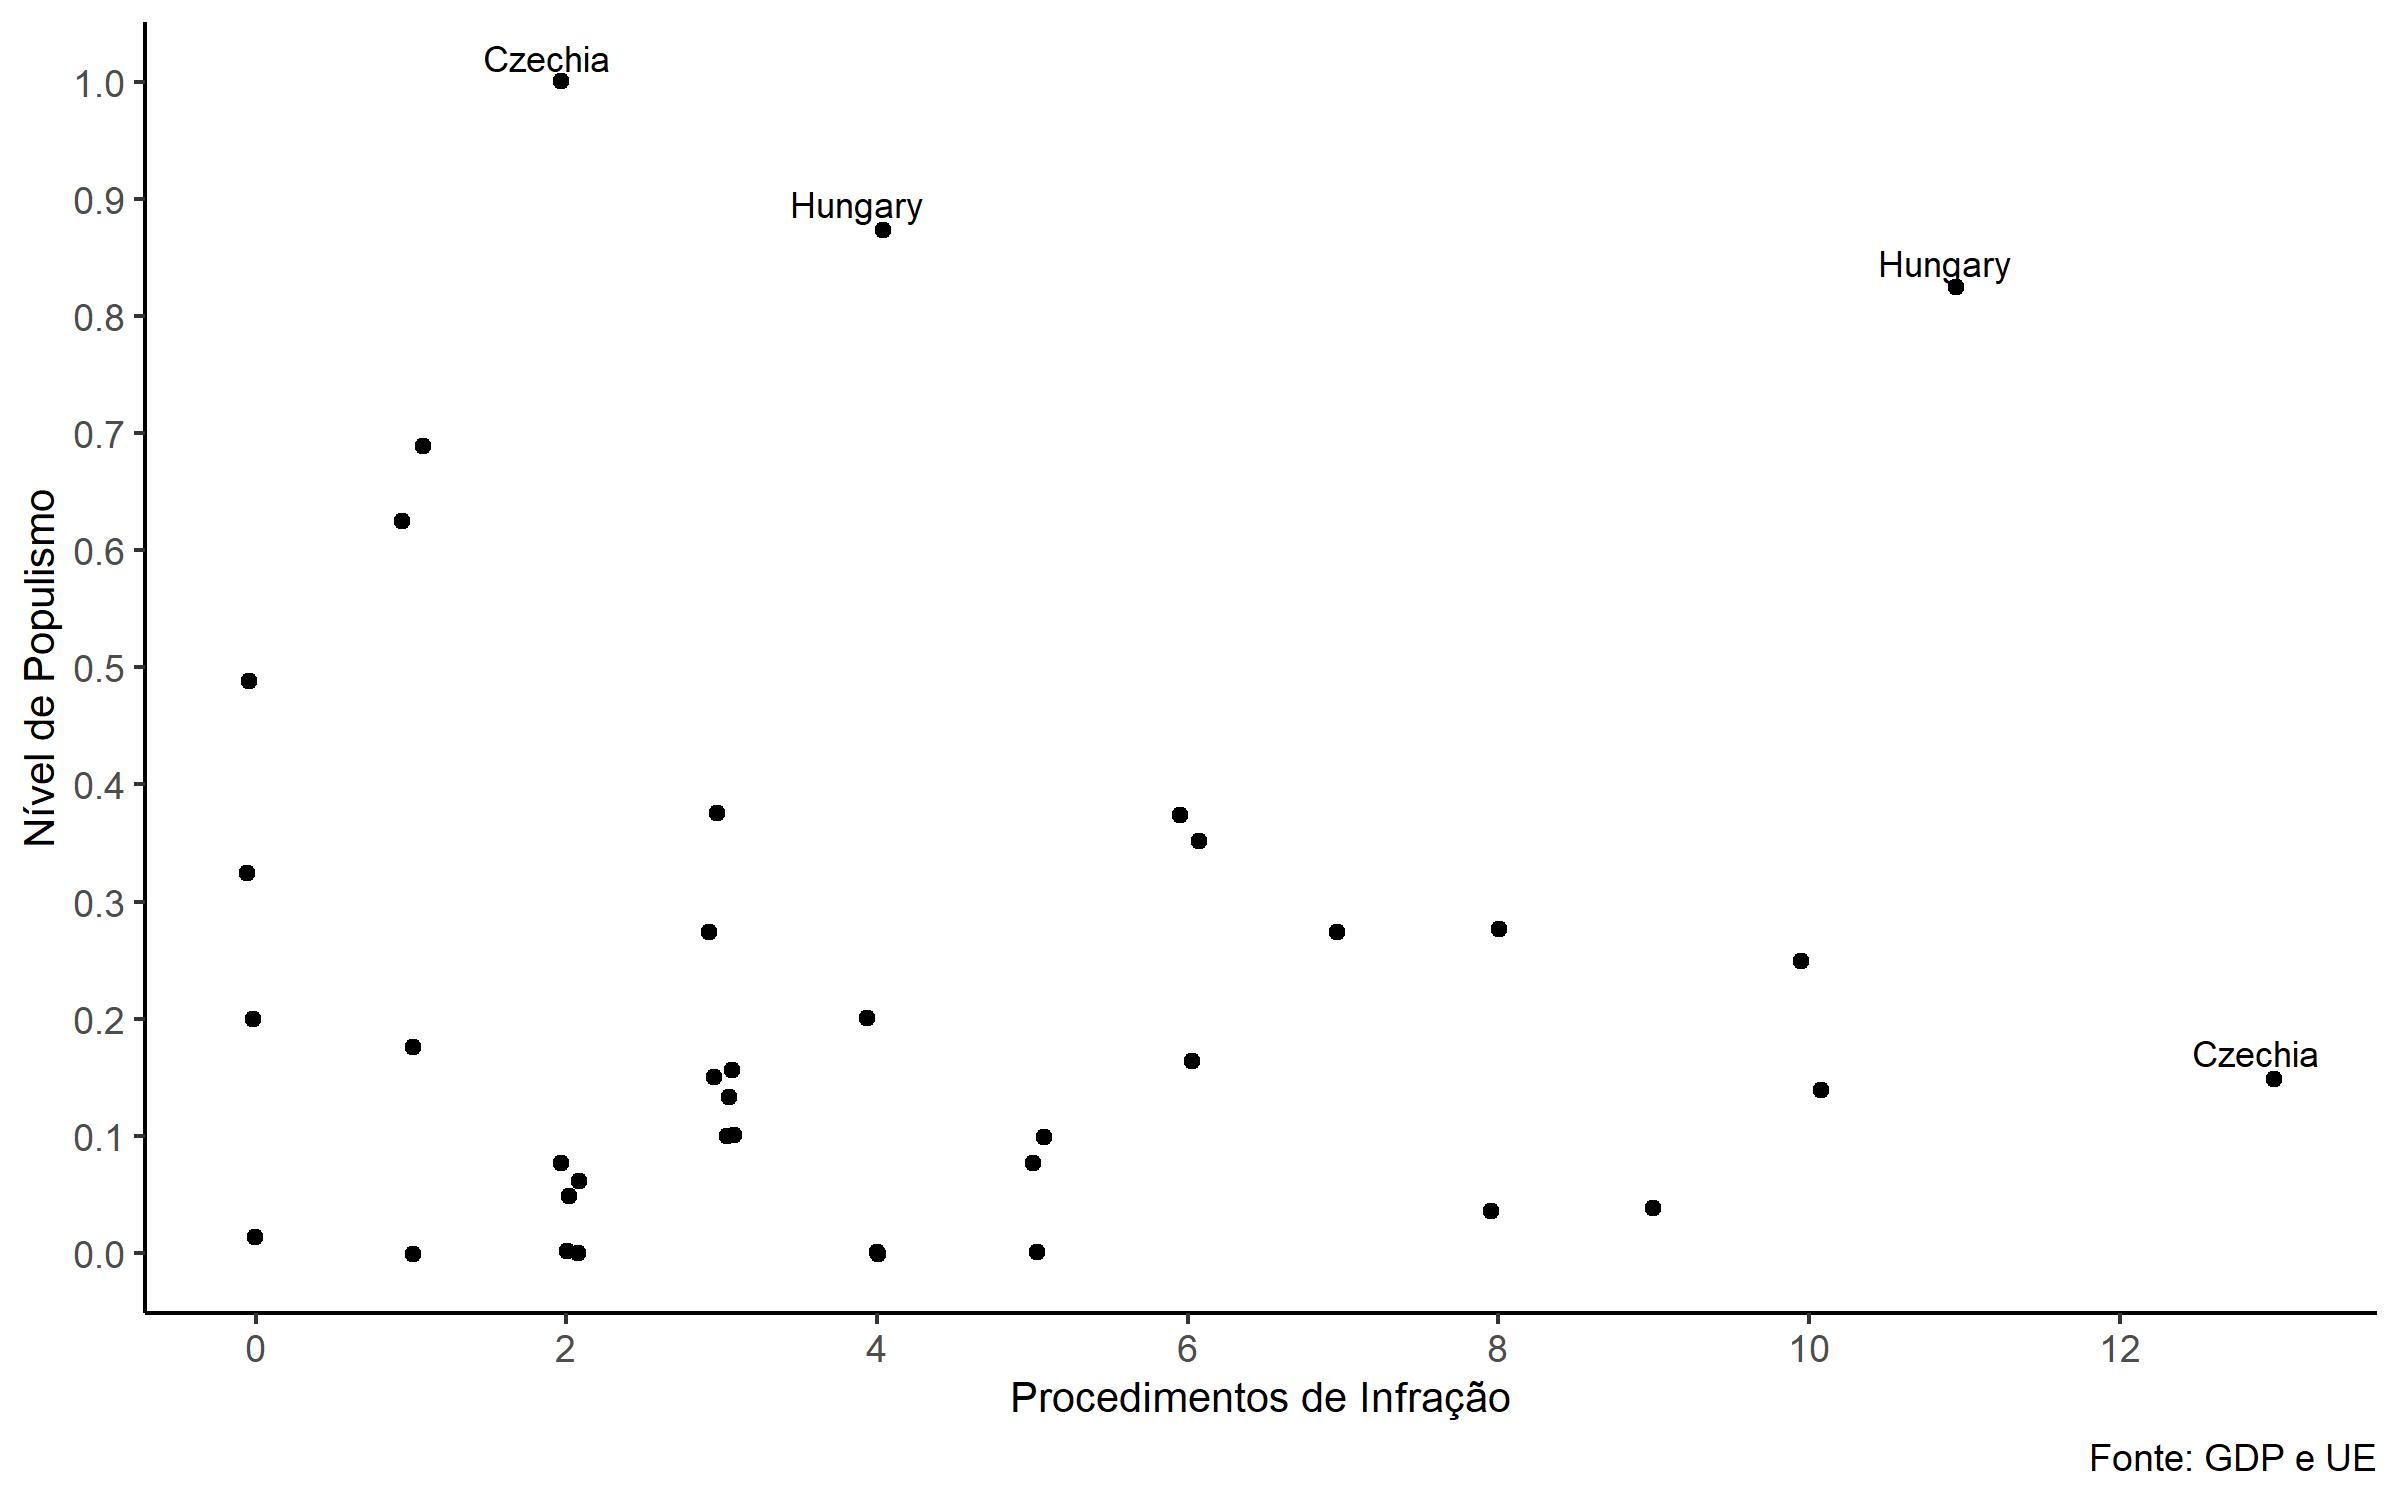 Czechia
1.0
Hungary
0.9
Hungary
0.8
0.7
0.6
Nível de Populismo
0.5
0.4
0.3
0.2
Czechia
0.1
0.0
0 2 4 6 8 10 12
Procedimentos de Infração
Fonte: GDP e UE